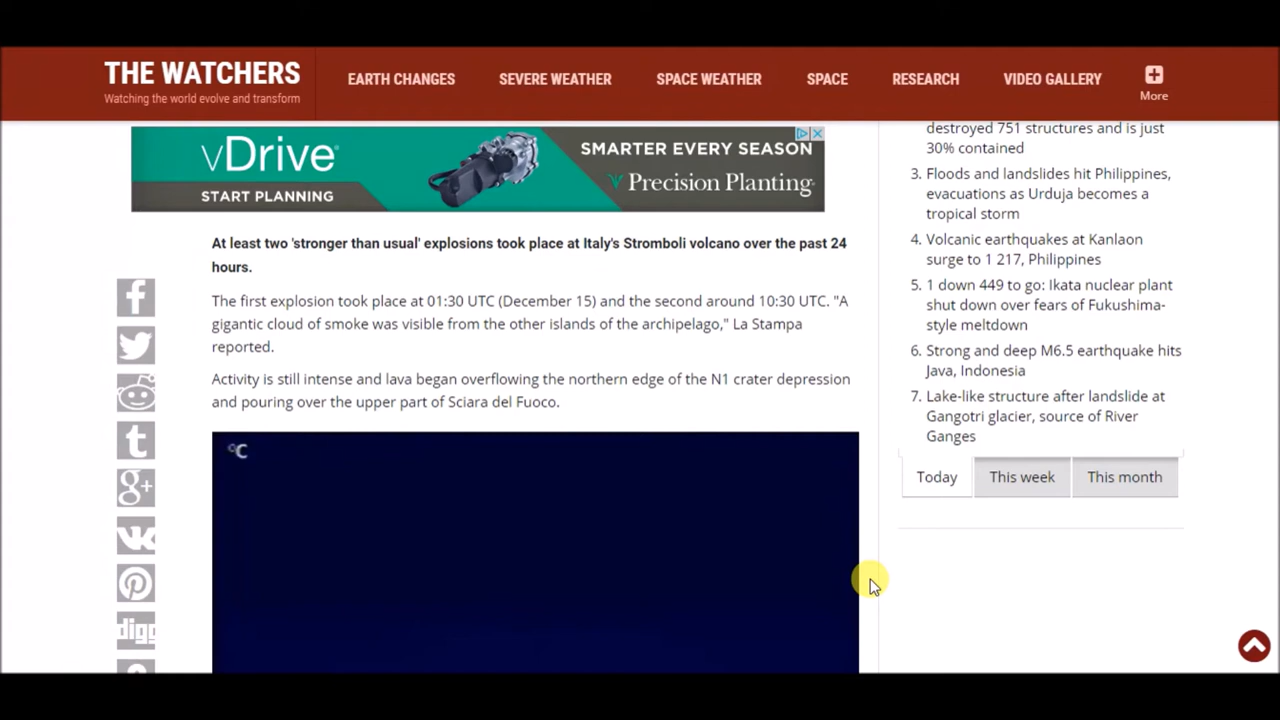 THE WATCHERS
Watching the world evolve and transform
EARTH CHANGES
SEVERE WEATHER
SPACE WEATHER
SPACE
RESEARCH
VIDEO GALLERY
More
vDrive
START PLANNING
SMARTER EVERY SEASON
Precision Planting
At least two 'stronger than usual' explosions took place at Italy's Stromboli volcano over the past 24
hours.
The first explosion took place at 01:30 UTC (December 15) and the second around 10:30 UTC. "A
gigantic cloud of smoke was visible from the other islands of the archipelago," La Stampa
reported.
Activity is still intense and lava began overflowing the northern edge of the N1 crater depression
and pouring over the upper part of Sciara del Fuoco.
°C
digg
destroyed 751 structures and is just
30% contained
3. Floods and landslides hit Philippines,
evacuations as Urduja becomes a
tropical storm
4. Volcanic earthquakes at Kanlaon
surge to 1 217, Philippines
5. 1 down 449 to go: Ikata nuclear plant
shut down over fears of Fukushima-
style meltdown
6. Strong and deep M6.5 earthquake hits
Java, Indonesia
7. Lake-like structure after landslide at
Gangotri glacier, source of River
Ganges
Today
This week
This month